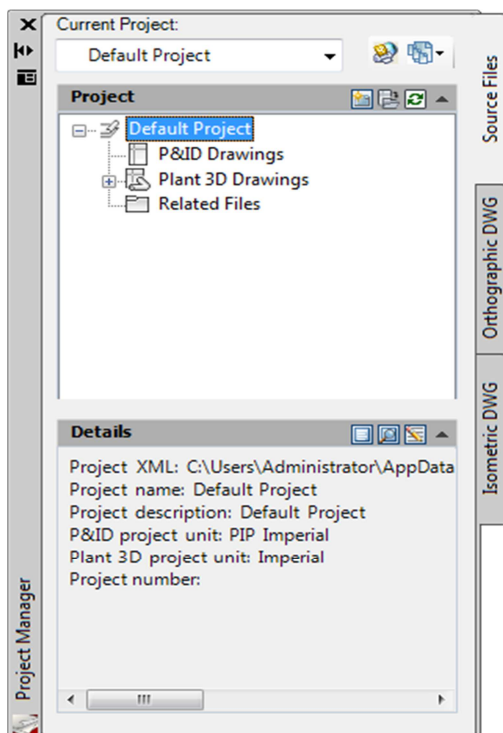 Current Project:
Default Project
Project
Default Project
P&ID Drawings
Plant 3D Drawings
Related Files
Details
Project XML: C:\Users\Administrator\AppData
Project name: Default Project
Project description: Default Project
P&ID project unit: PIP Imperial
Plant 3D project unit: Imperial
Project number:
Source Files
Orthographic DWG
Isometric DWG
Project Manager